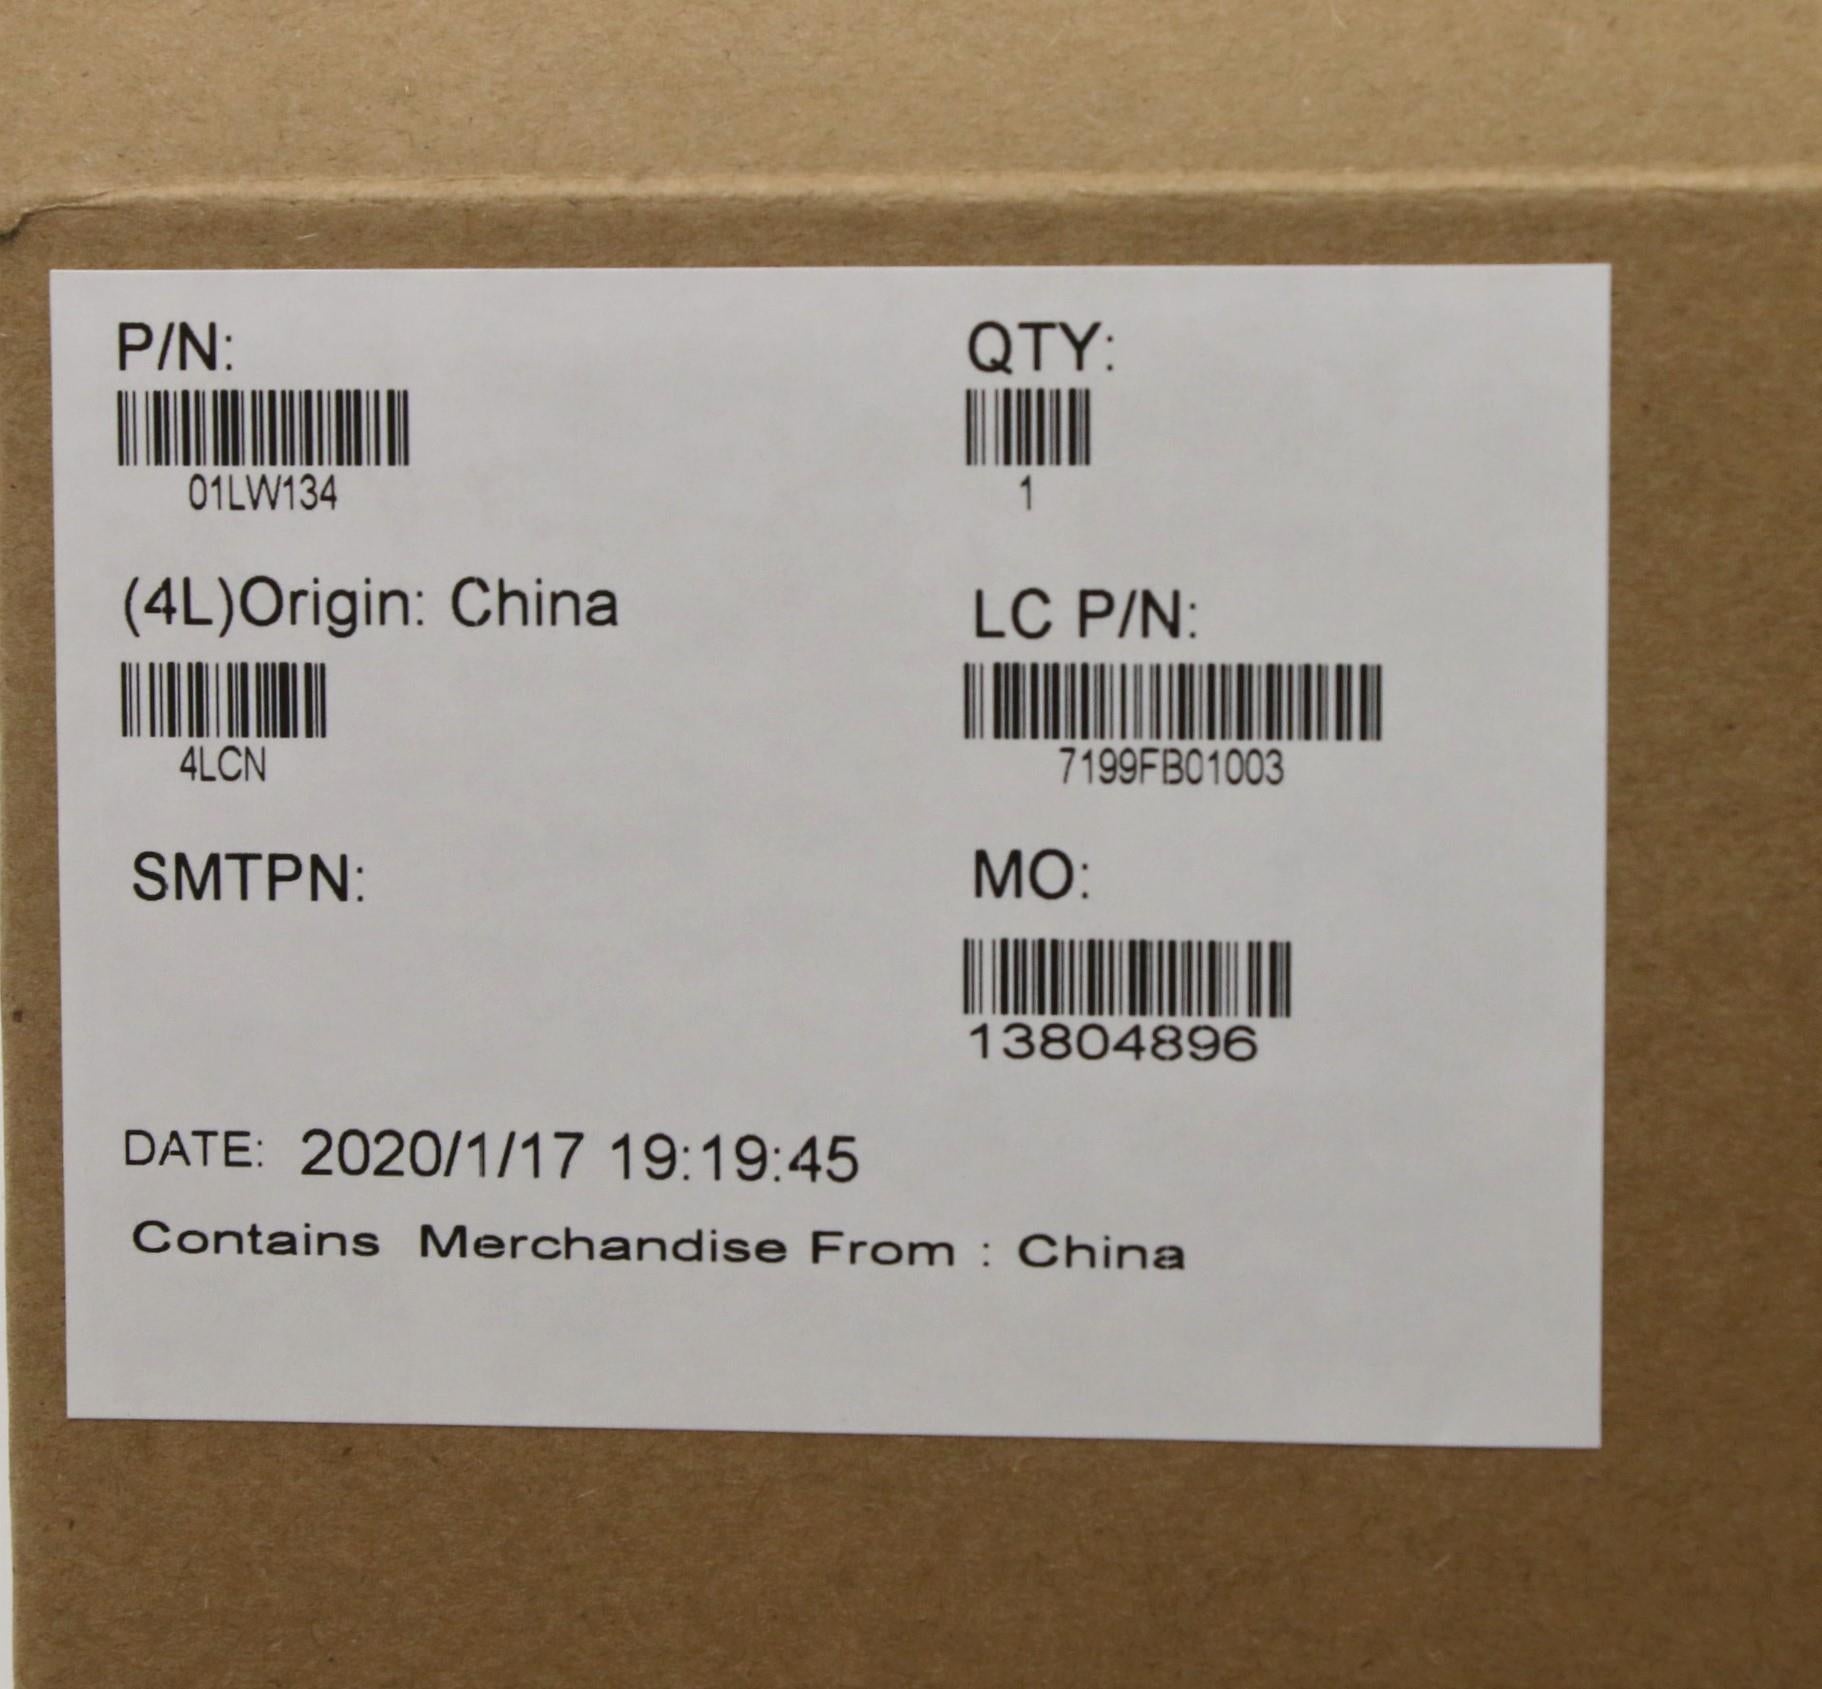 P/N:
QTY:
01LW134
1
(4L)Origin: China
LC P/N:
4LCN
7199FB01003
SMTPN:
MO:
13804896
DATE: 2020/1/17 19:19:45
Contains Merchandise From : China